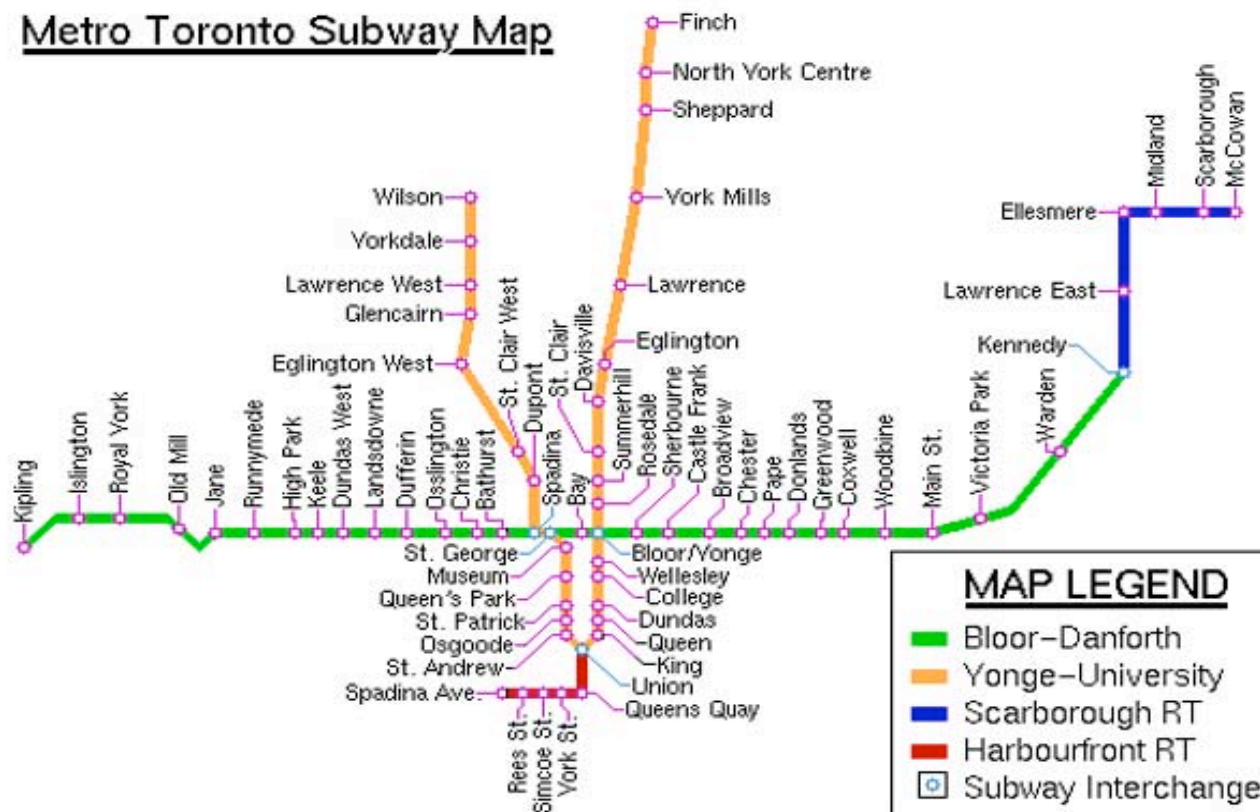 Metro Toronto Subway Map
Finch
North York Centre
Sheppard
York Mills
Lawrence
Eglington
Wilson
Yorkdale
Lawrence West
Glencairn
Eglington West
St. Clair West
Dupont
Spadina
St. Clair
Davisville
Summerhill
Rosedale
Sherbourne
Castle Frank
Bay
Broadview
Chester
Pape
Donlands
Greenwood
Coxwell
Woodbine
Main St.
Victoria Park
Warden
Kennedy
Lawrence East
Ellesmere
Midland
Scarborough
McCowan
Kipling
Islington
Royal York
Old Mill
Jane
Runnymede
High Park
Keele
Dundas West
Landsdowne
Dufferin
Osslington
Christie
Bathurst
St. George
Museum
Queen's Park
St. Patrick
Osgoode
St. Andrew
Spadina Ave.
Rees St.
Simcoe St.
York St.
Bloor/Yonge
Wellesley
College
Dundas
Queen
King
Union
Queens Quay
MAP LEGEND
Bloor-Danforth
Yonge-University
Scarborough RT
Harbourfront RT
Subway Interchange